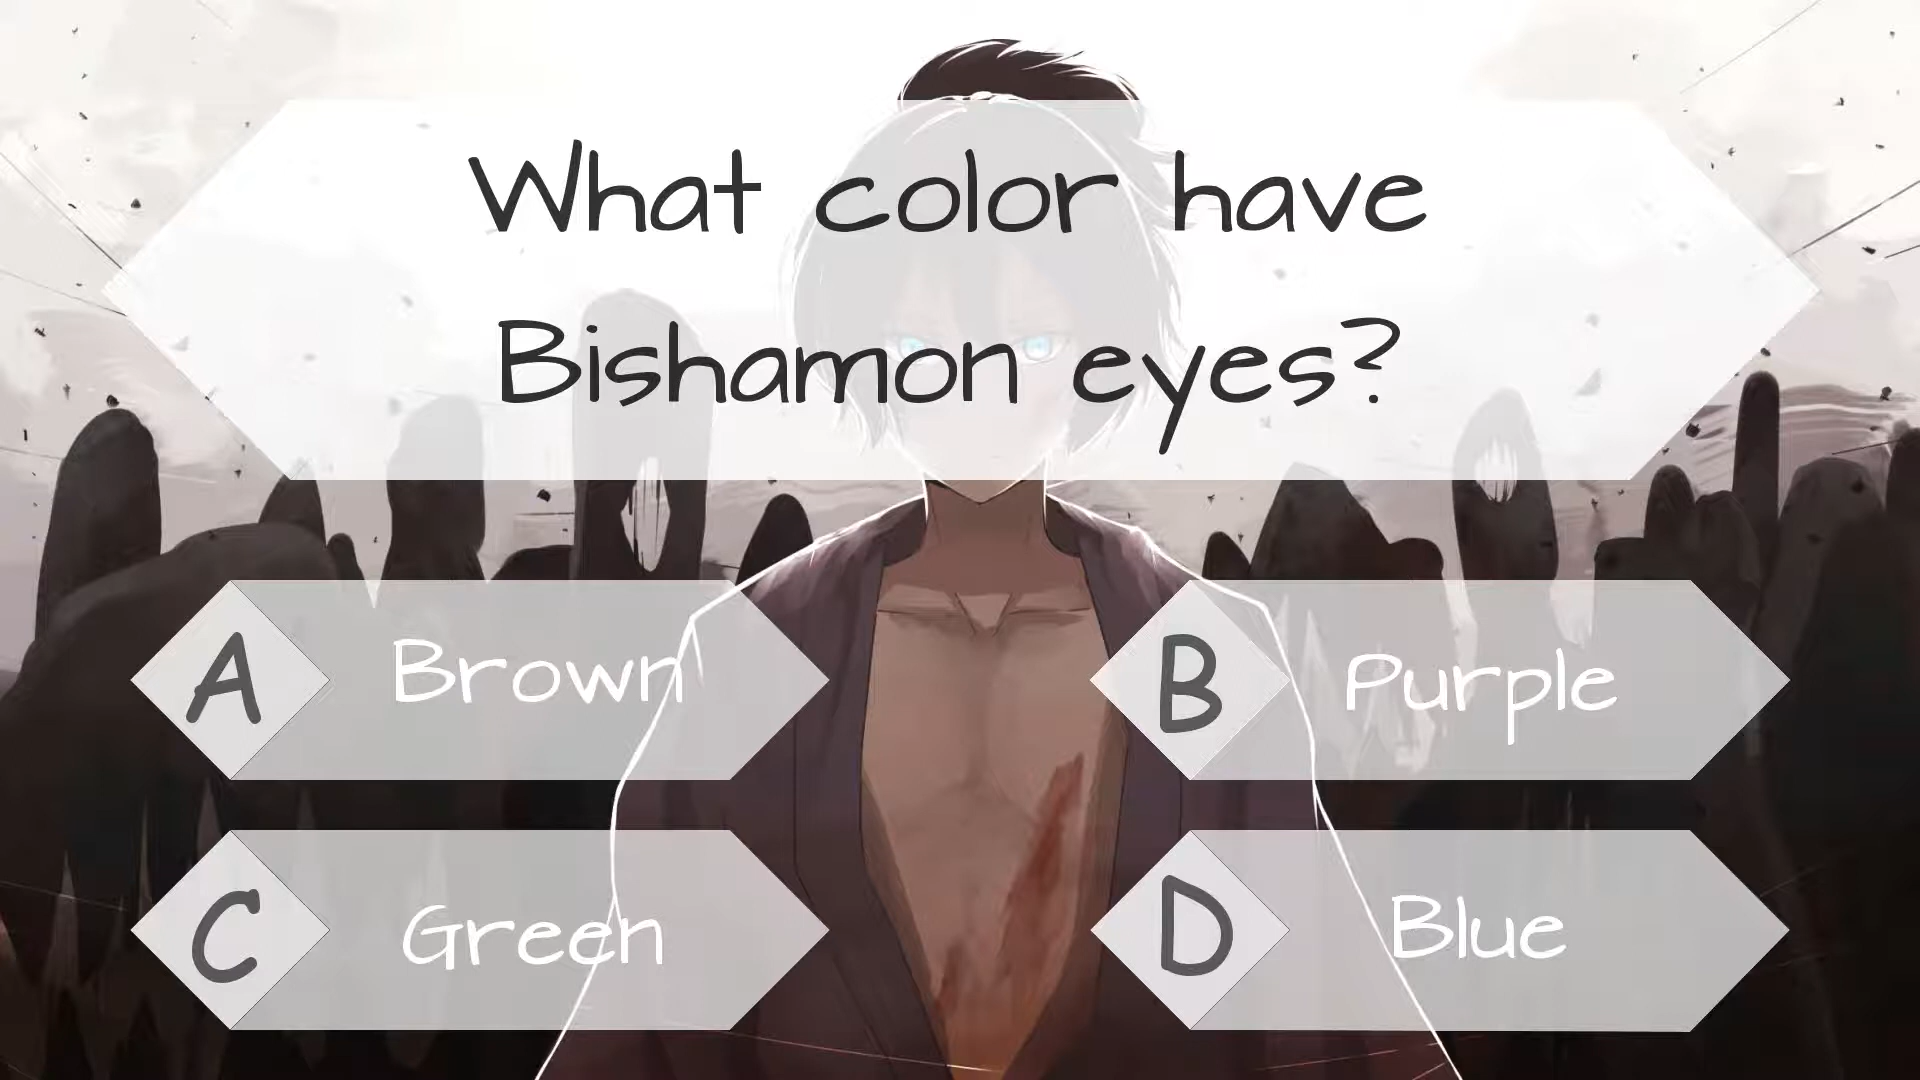 What color have
Bishamon eyes?
A Brown
B Purple
C Green
D Blue